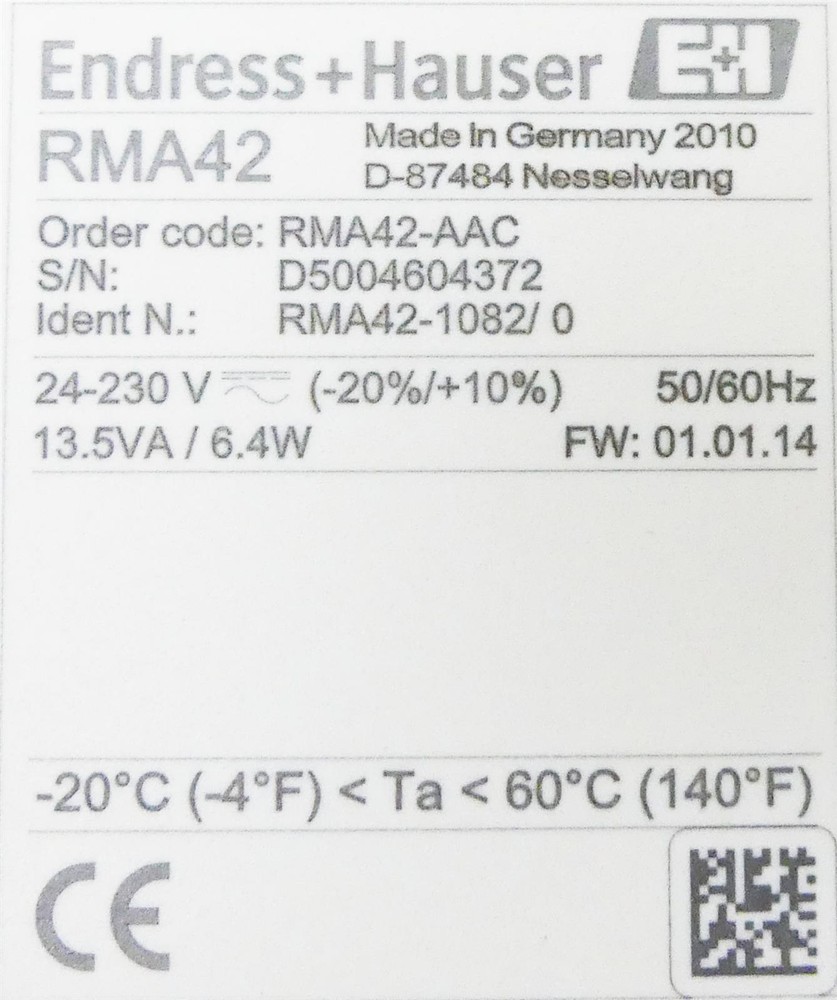 Endress+Hauser E+H
RMA42
Made in Germany 2010
D-87484 Nesselwang
Order code: RMA42-AAC
S/N: D5004604372
Ident N.: RMA42-1082/ 0
24-230 V (-20%/+10%) 50/60Hz
13.5VA / 6.4W FW: 01.01.14
-20°C (-4°F) < Ta < 60°C (140°F)
CE